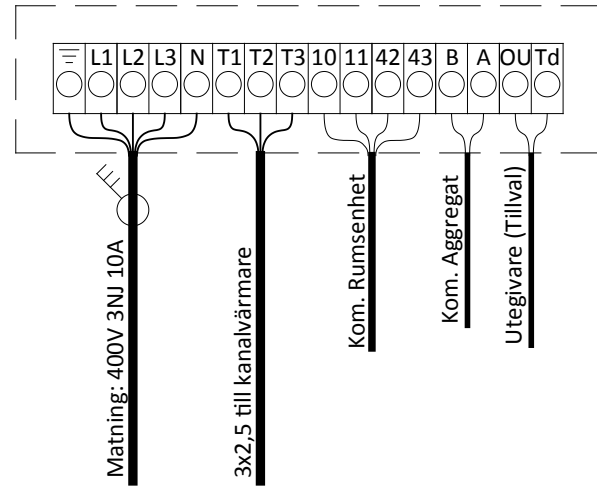 L1 L2 L3 N T1 T2 T3 10 11 42 43 B A OU Td
Matning: 400V 3NJ 10A
3x2,5 till kanalvärmare
Kom. Rumsenhet
Kom. Aggregat
Utegivare (Tillval)